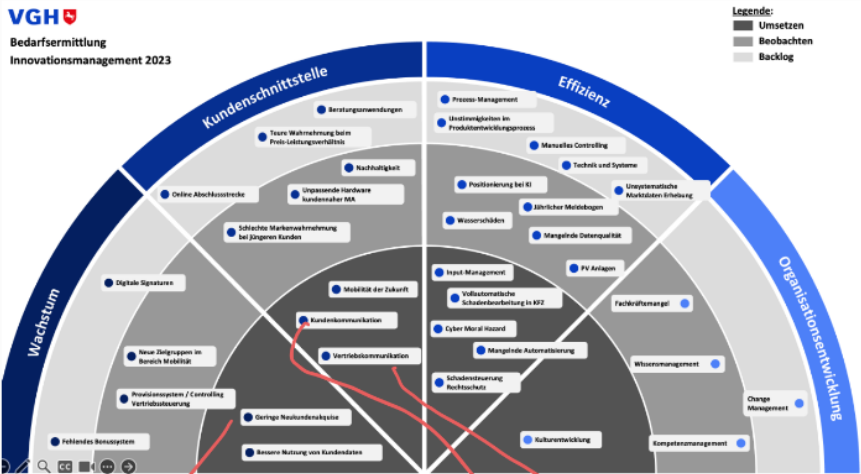 VGH
Bedarfsermittlung
Innovationsmanagement 2023
Legende:
Umsetzen
Beobachten
Backlog
Kundenschnittstelle
Effizienz
Wachstum
Organisationsentwicklung
Beratungsanwendungen
Teure Wahrnehmung beim
Preis-Leistungsverhältnis
Nachhaltigkeit
Online Abschlussstrecke
Unpassende Hardware
kundennaher MA
Schlechte Markenwahrnehmung
bei jüngeren Kunden
Mobilität der Zukunft
Kundenkommunikation
Vertriebskommunikation
Prozess-Management
Unstimmigkeiten im
Produktentwicklungsprozess
Manuelles Controlling
Technik und Systeme
Unsystematische
Marktdaten Erhebung
Positionierung bei KI
Jährlicher Meldebogen
Wasserschäden
Mangelnde Datenqualität
PV Anlagen
Input-Management
Vollautomatische
Schadenbearbeitung in KFZ
Cyber Moral Hazard
Mangelnde Automatisierung
Schadensteuerung
Rechtsschutz
Digitale Signaturen
Neue Zielgruppen im
Bereich Mobilität
Provisionssystem / Controlling
Vertriebssteuerung
Fehlendes Bonussystem
Geringe Neukundenakquise
Bessere Nutzung von Kundendaten
Fachkräftemangel
Wissensmanagement
Change
Management
Kompetenzmanagement
Kulturentwicklung
CC